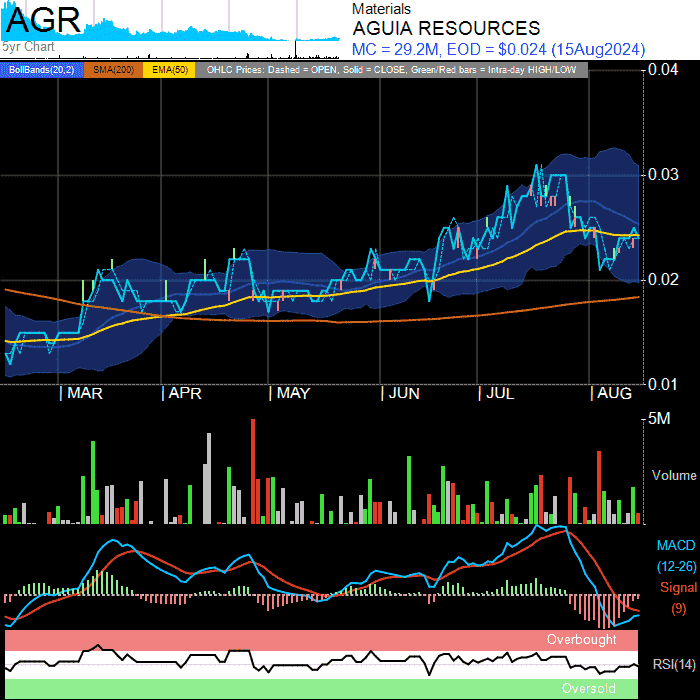 AGR
5yr Chart
Materials
AGUIA RESOURCES
MC = 29.2M, EOD = $0.024 (15Aug2024)
BollBands(20,2) SMA(200) EMA(50) OHLC Prices: Dashed = OPEN, Solid = CLOSE, Green/Red bars = Intra-day HIGH/LOW
0.04
0.03
0.02
0.01
MAR APR MAY JUN JUL AUG
5M
Volume
MACD
(12-26)
Signal
(9)
Overbought
RSI(14)
Oversold